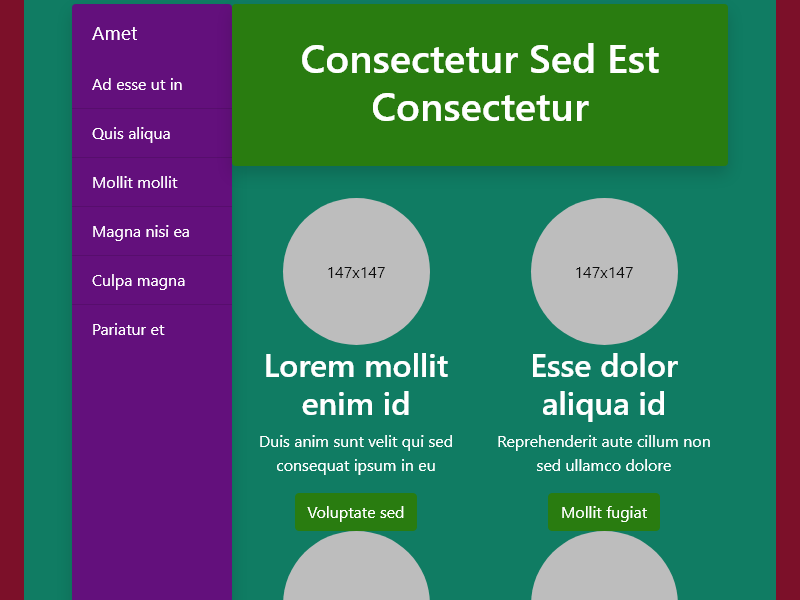 Amet
Ad esse ut in
Quis aliqua
Mollit mollit
Magna nisi ea
Culpa magna
Pariatur et
Consectetur Sed Est
Consectetur
147x147
Lorem mollit
enim id
Duis anim sunt velit qui sed
consequat ipsum in eu
Voluptate sed
147x147
Esse dolor
aliqua id
Reprehenderit aute cillum non
sed ullamco dolore
Mollit fugiat